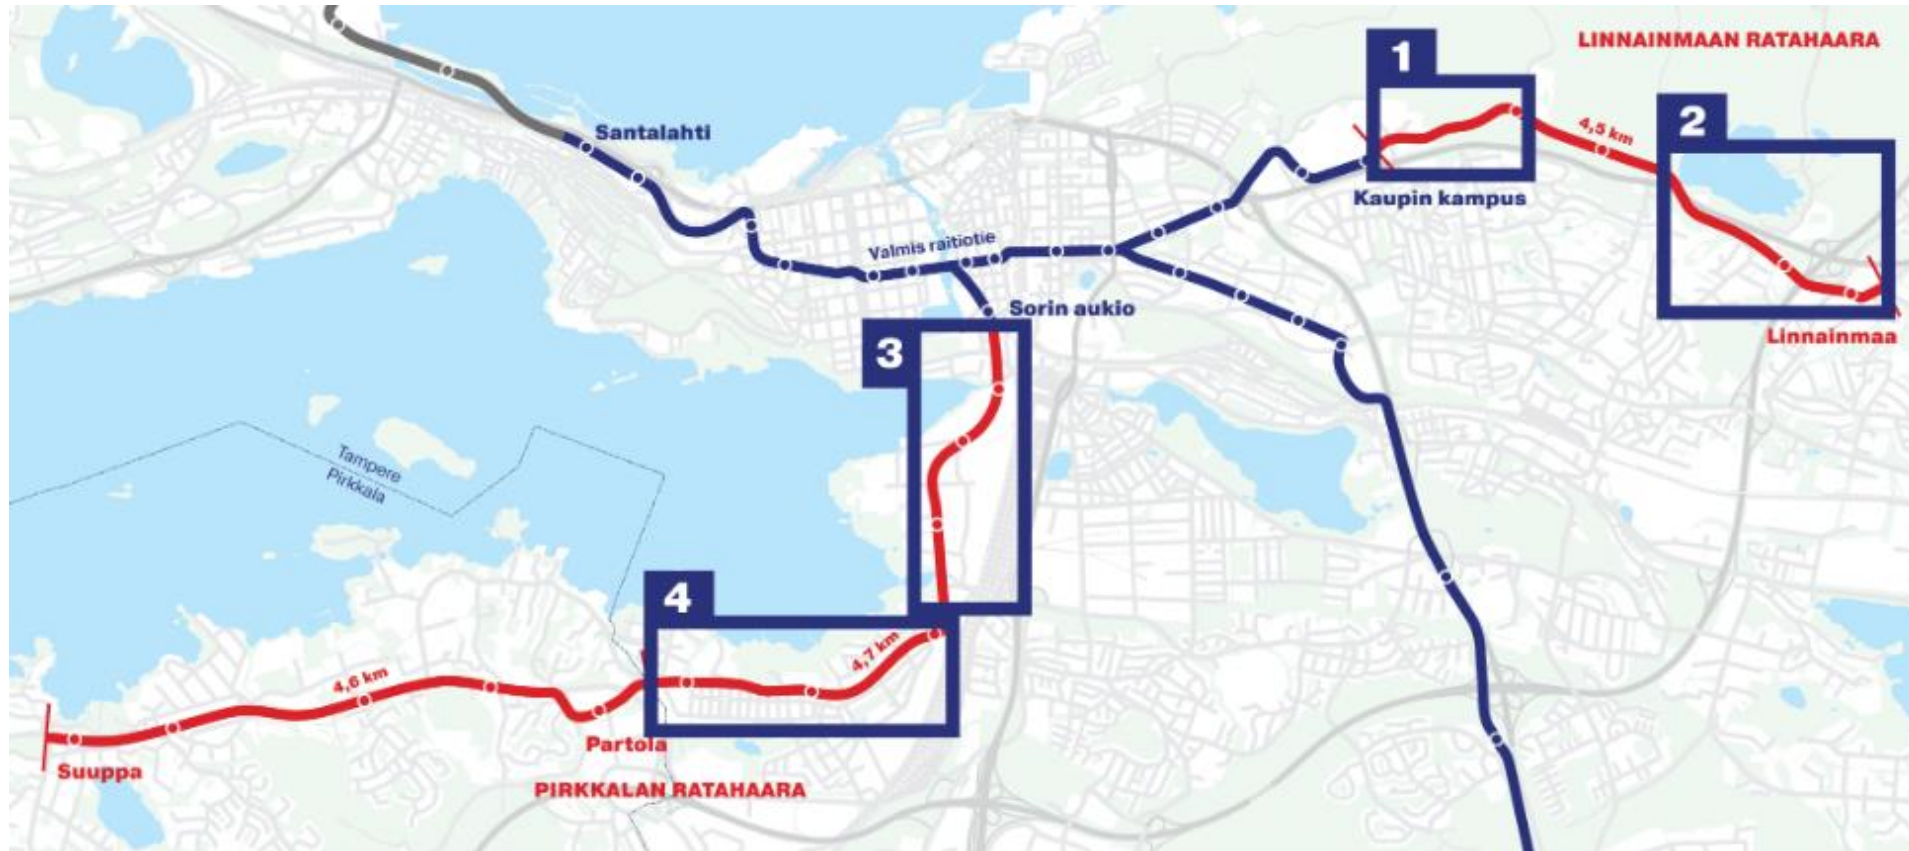 LINNAINMAAN RATAHAARA
1
4,5 km
2
Santalahti
Kaupin kampus
Valmis raitiotie
Sorin aukio
Linnainmaa
3
Tampere
Pirkkala
4
4,7 km
4,6 km
Partola
Suuppa
PIRKKALAN RATAHAARA